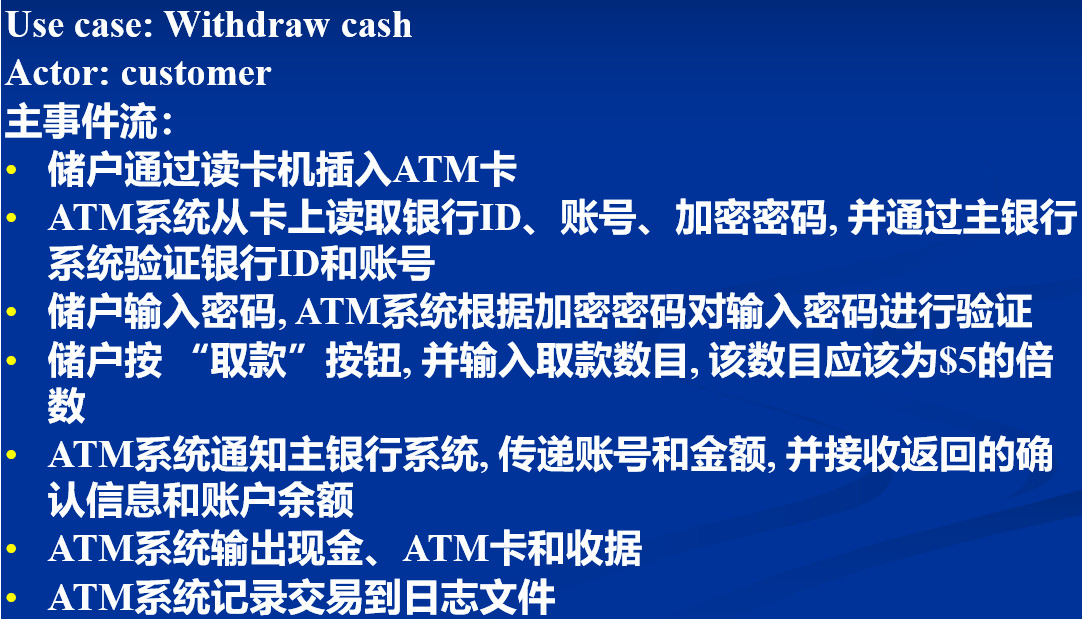 Use case: Withdraw cash
Actor: customer
主事件流：
• 储户通过读卡机插入ATM卡
• ATM系统从卡上读取银行ID、账号、加密密码, 并通过主银行
系统验证银行ID和账号
• 储户输入密码, ATM系统根据加密密码对输入密码进行验证
• 储户按 “取款”按钮, 并输入取款数目, 该数目应该为$5的倍
数
• ATM系统通知主银行系统, 传递账号和金额, 并接收返回的确
认信息和账户余额
• ATM系统输出现金、ATM卡和收据
• ATM系统记录交易到日志文件